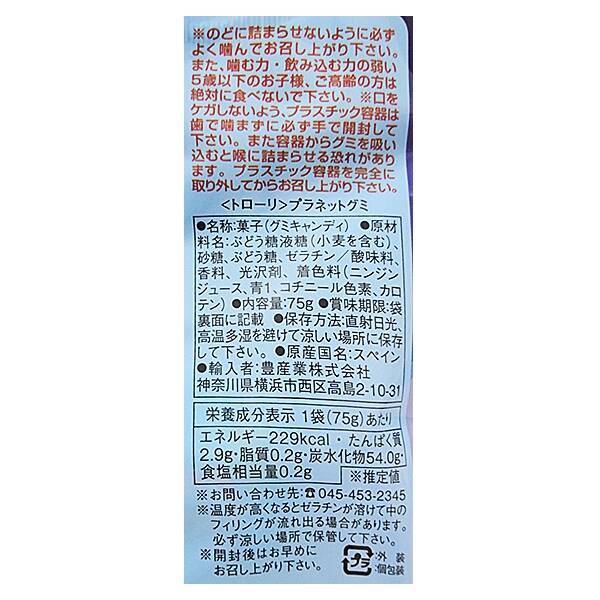 ※のどに詰まらせないように必ず
よく噛んでお召し上がり下さい。
また、噛む力・飲み込む力の弱い
5歳以下のお子様、ご高齢の方は
絶対に食べないで下さい。※口を
ケガしないよう、プラスチック容器は
歯で噛まずに必ず手で開封して
下さい。また容器からグミを吸い
込むと喉に詰まらせる恐れがあり
ます。プラスチック容器を完全に
取り外してからお召し上がり下さい。
<トローリ>プラネットグミ
●名称:菓子(グミキャンディ) ●原材
料名:ぶどう糖液糖(小麦を含む)、
砂糖、ぶどう糖、ゼラチン/酸味料、
香料、光沢剤、着色料(ニンジン
ジュース、青1、コチニール色素、カロ
テン) ●内容量:75g ●賞味期限:袋
裏面に記載 ●保存方法:直射日光、
高温多湿を避けて涼しい場所に保存
して下さい。●原産国名:スペイン
●輸入者名:豊産業株式会社
神奈川県横浜市西区高島2-10-31
栄養成分表示 1袋(75g)あたり
エネルギー229kcal・たんぱく質
2.9g・脂質0.2g・炭水化物54.0g・
食塩相当量0.2g ※推定値
※お問い合わせ先:☎045-453-2345
※温度が高くなるとゼラチンが溶けて中の
フィリングが流れ出る場合があります。
必ず涼しい場所で保管して下さい。
※開封後はお早めに
お召し上がり下さい。
プラ
:外装
:個包装